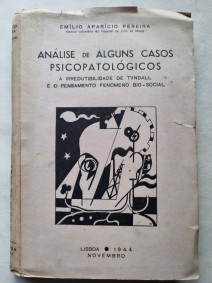 EMÍLIO APARÍCIO PEREIRA
ANÁLISE DE ALGUNS CASOS
PSICOPATOLÓGICOS
A IRREDUTIBILIDADE DE TYNDALL
E O PENSAMENTO FENÓMENO BIO-SOCIAL
LISBOA • 1944
NOVEMBRO